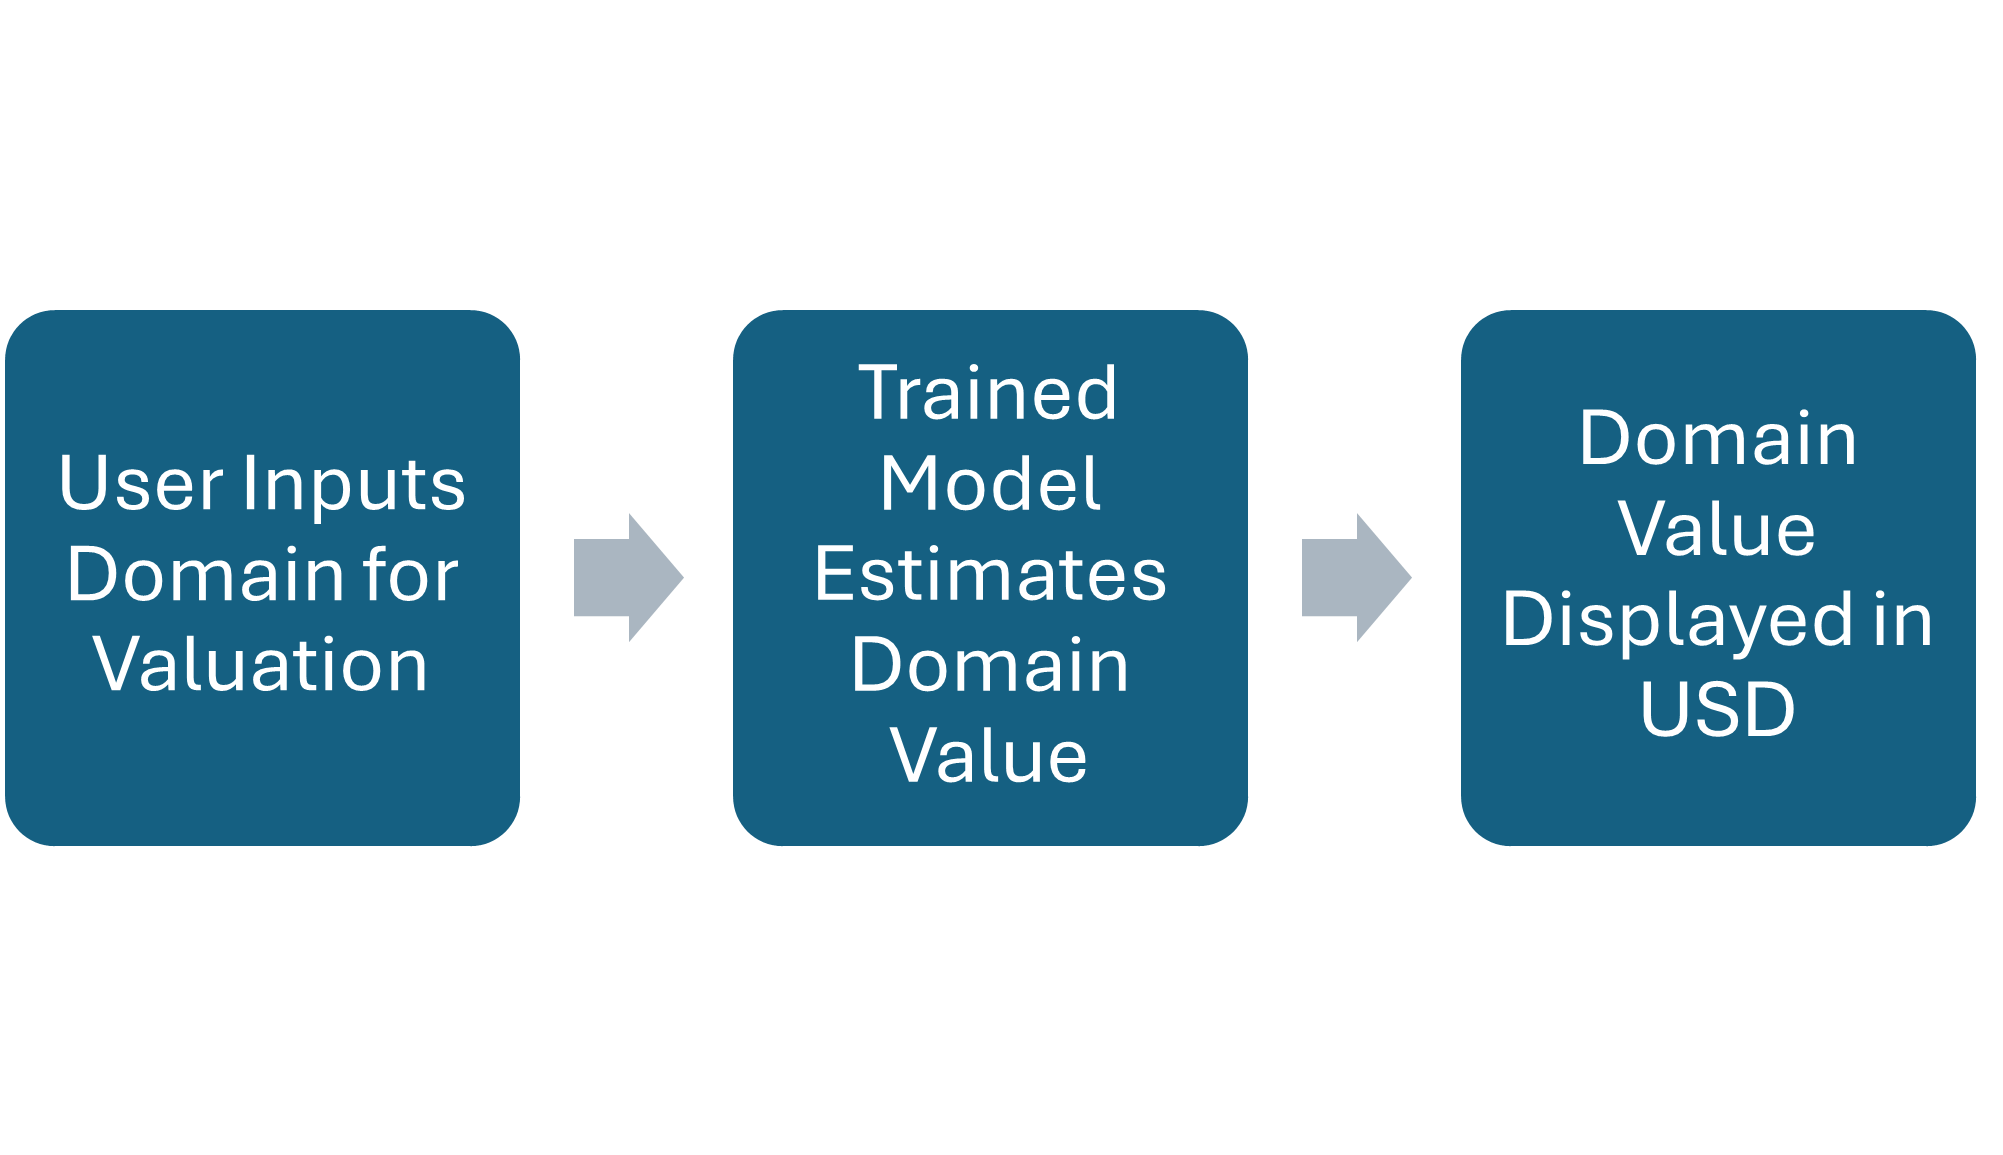 User Inputs
Domain for
Valuation
Trained
Model
Estimates
Domain
Value
Domain
Value
Displayed in
USD